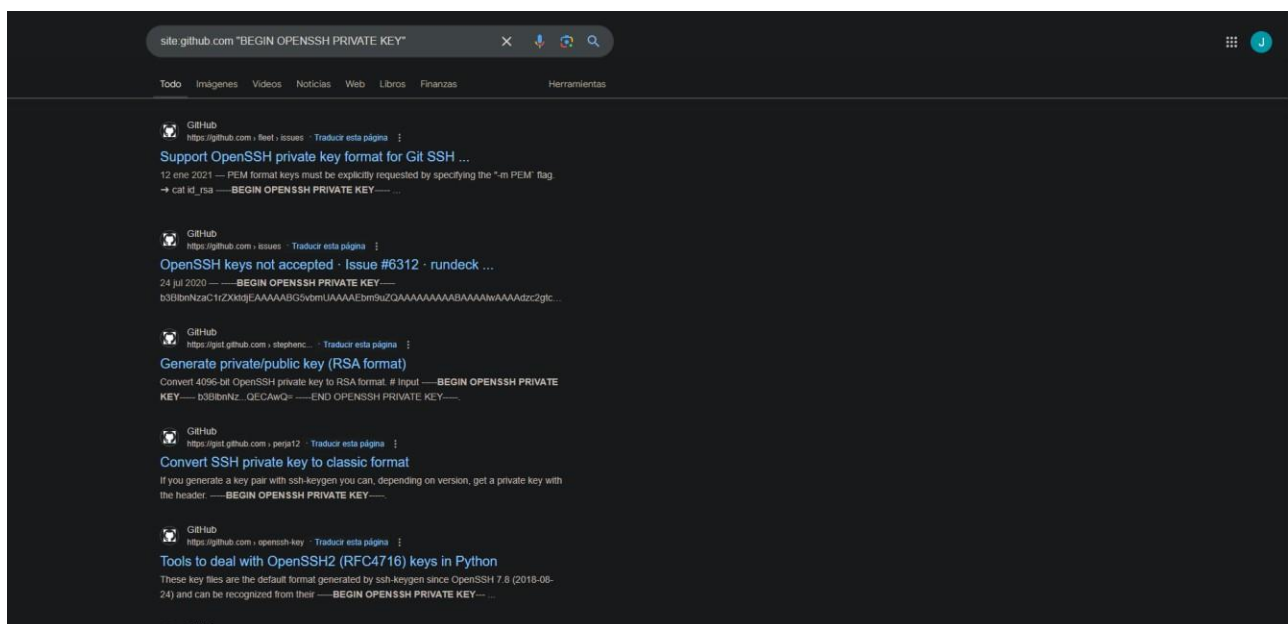 site:github.com "BEGIN OPENSSH PRIVATE KEY"
J
Todo Imágenes Videos Noticias Web Libros Finanzas Herramientas
GitHub
https://github.com › fleet › issues · Traducir esta página
Support OpenSSH private key format for Git SSH ...
12 ene 2021 — PEM format keys must be explicitly requested by specifying the "-m PEM` flag.
➜ cat id_rsa -----BEGIN OPENSSH PRIVATE KEY----- ...
GitHub
https://github.com › issues · Traducir esta página
OpenSSH keys not accepted · Issue #6312 · rundeck ...
24 jul 2020 — -----BEGIN OPENSSH PRIVATE KEY-----
GitHub
https://gist.github.com › stephenc... · Traducir esta página
Generate private/public key (RSA format)
Convert 4096-bit OpenSSH private key to RSA format. # Input -----BEGIN OPENSSH PRIVATE
KEY----- b3BlbnNz...QECAwQ= -----END OPENSSH PRIVATE KEY-----.
GitHub
https://gist.github.com › perja12 · Traducir esta página
Convert SSH private key to classic format
If you generate a key pair with ssh-keygen you can, depending on version, get a private key with
the header. -----BEGIN OPENSSH PRIVATE KEY-----.
GitHub
https://github.com › openssh-key · Traducir esta página
Tools to deal with OpenSSH2 (RFC4716) keys in Python
These key files are the default format generated by ssh-keygen since OpenSSH 7.8 (2018-08-
24) and can be recognized from their -----BEGIN OPENSSH PRIVATE KEY--- ...